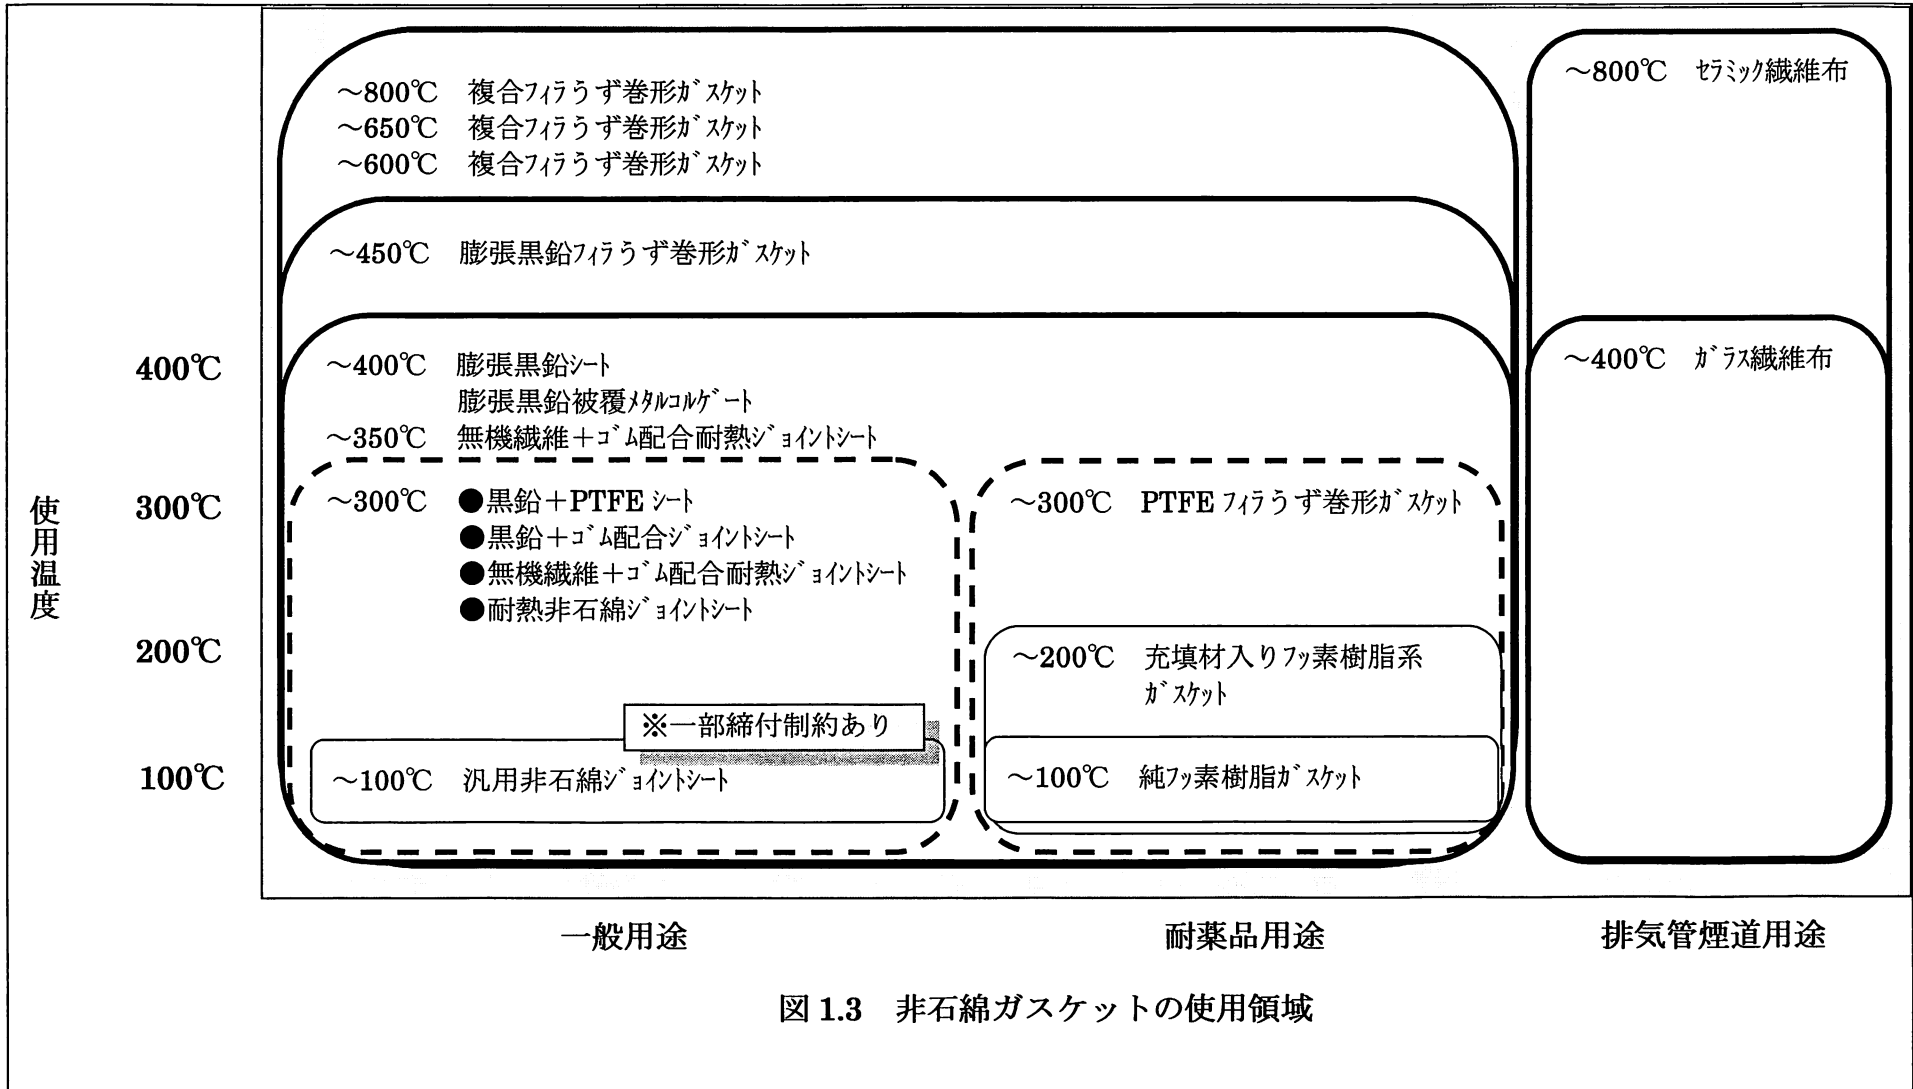 ~800℃ 複合フィラうず巻形ガスケット
~650℃ 複合フィラうず巻形ガスケット
~600℃ 複合フィラうず巻形ガスケット
~450℃ 膨張黒鉛フィラうず巻形ガスケット
~400℃ 膨張黒鉛シート
膨張黒鉛被覆メタルコルゲート
~350℃ 無機繊維+ゴム配合耐熱ジョイントシート
~300℃ ●黒鉛+PTFE シート
●黒鉛+ゴム配合ジョイントシート
●無機繊維+ゴム配合耐熱ジョイントシート
●耐熱非石綿ジョイントシート
※一部締付制約あり
~100℃ 汎用非石綿ジョイントシート
~300℃ PTFE フィラうず巻形ガスケット
~200℃ 充填材入りフッ素樹脂系
ガスケット
~100℃ 純フッ素樹脂ガスケット
~800℃ セラミック繊維布
~400℃ ガラス繊維布
使用温度
400℃
300℃
200℃
100℃
一般用途
耐薬品用途
排気管煙道用途
図 1.3 非石綿ガスケットの使用領域